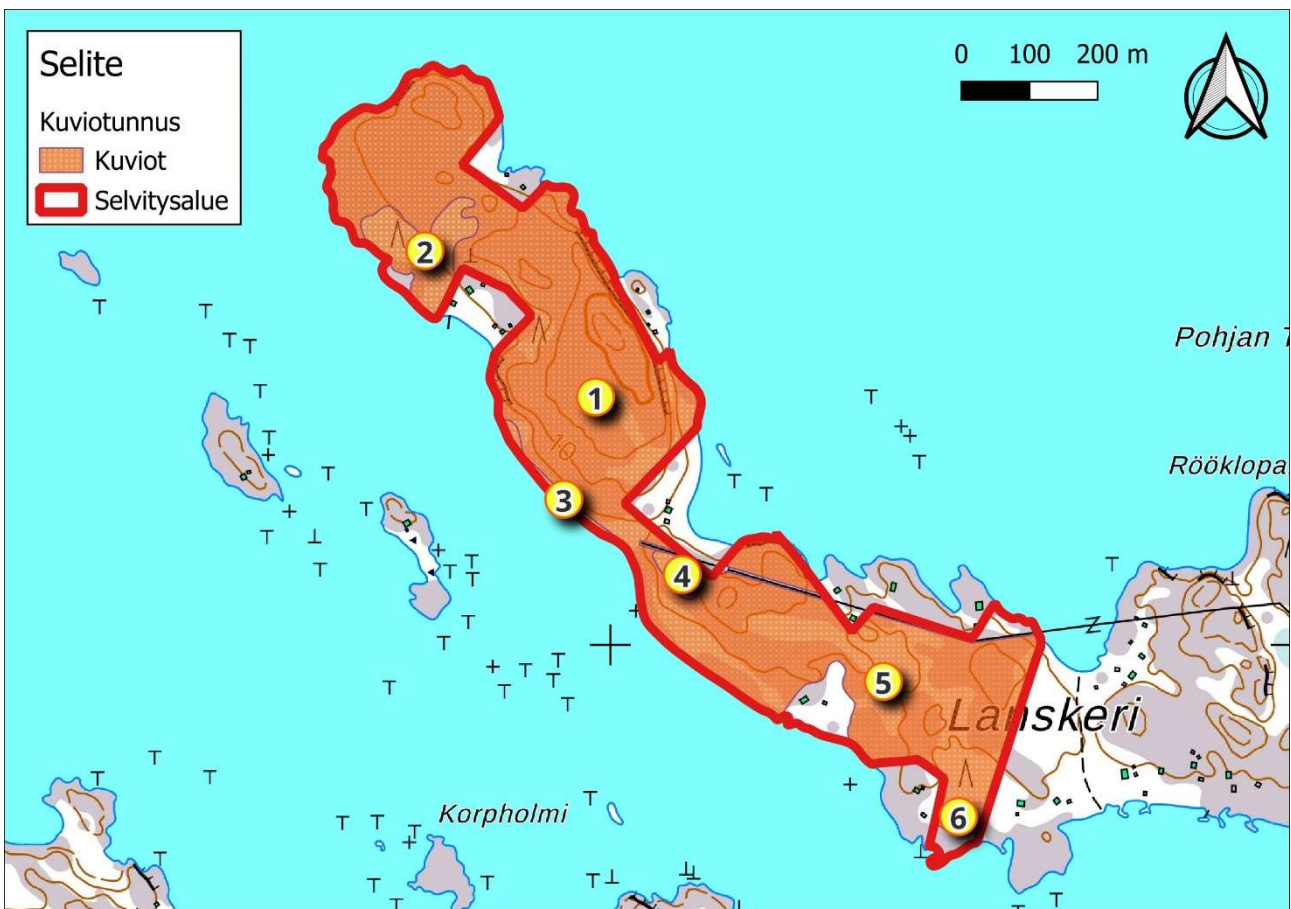 Selite
Kuviotunnus
Kuviot
Selvitysalue
0 100 200 m
2
Pohjan T
1
10
Rööklopa
3
4
5
Lanskeri
Korpholmi
6